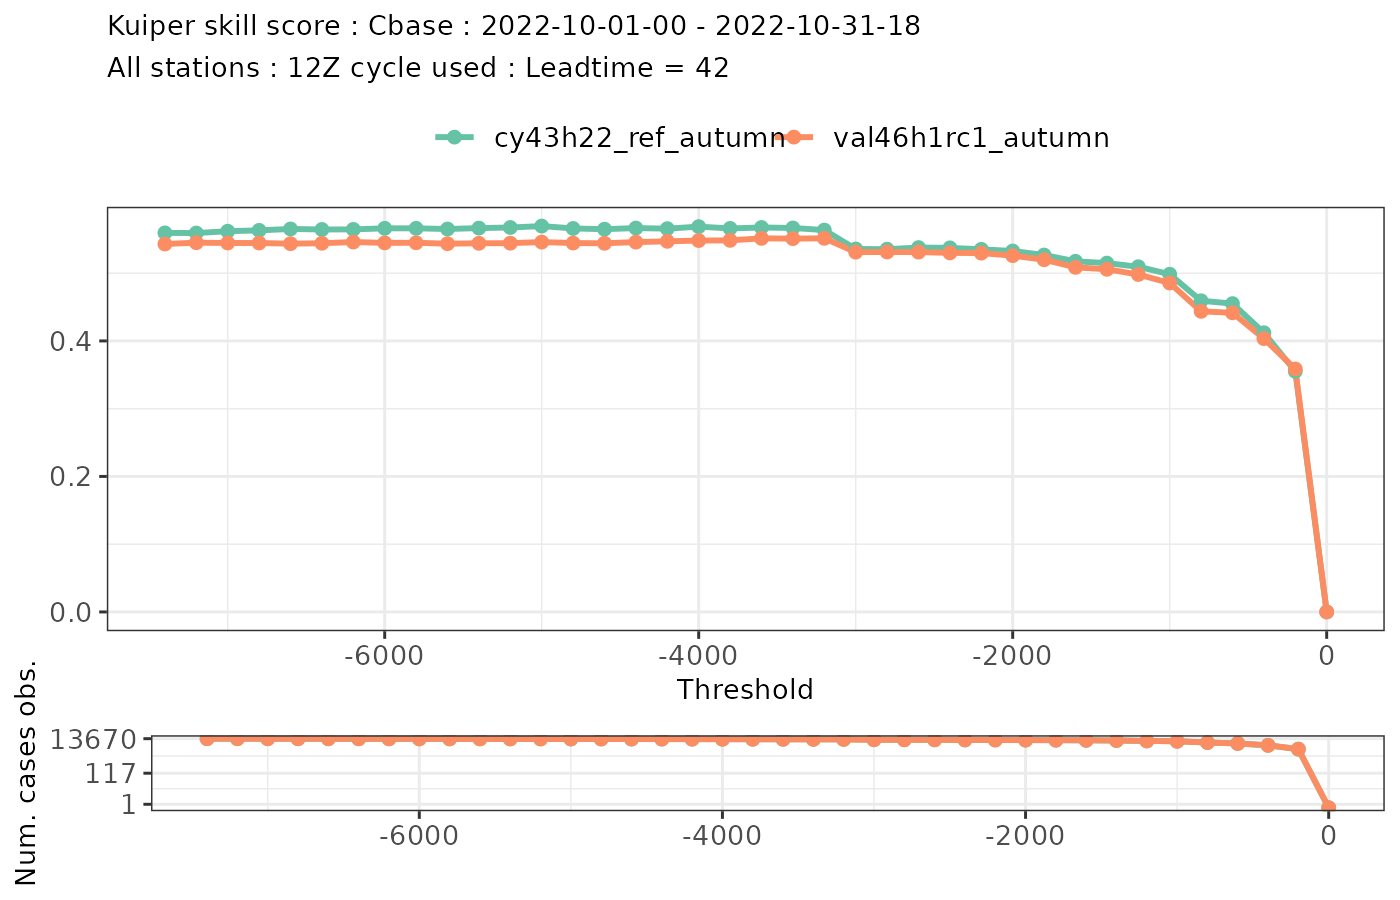 Kuiper skill score : Cbase : 2022-10-01-00 - 2022-10-31-18
All stations : 12Z cycle used : Leadtime = 42
cy43h22_ref_autumn val46h1rc1_autumn
0.4
0.2
0.0
-6000 -4000 -2000 0
Threshold
Num. cases obs.
13670
117
1
-6000 -4000 -2000 0